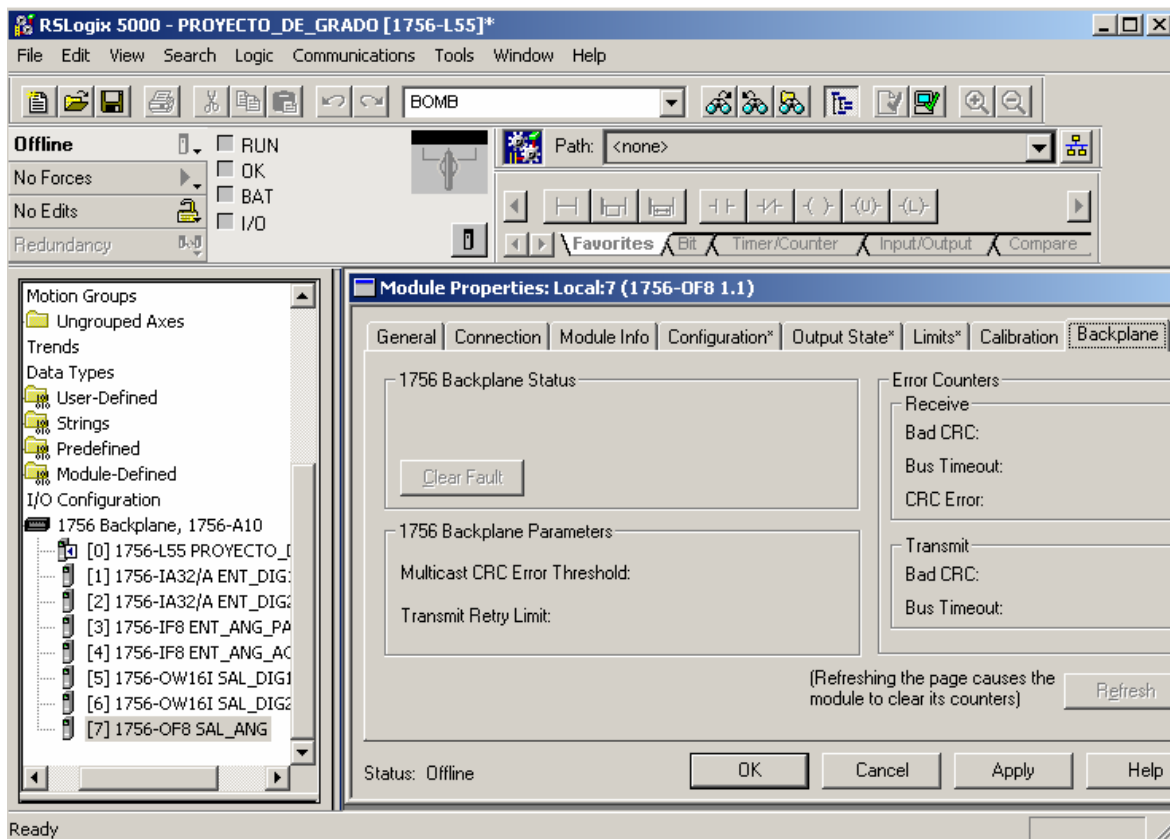 RSLogix 5000 - PROYECTO_DE_GRADO [1756-L55]*
File Edit View Search Logic Communications Tools Window Help
BOMB
Offline
RUN
OK
BAT
I/O
No Forces
No Edits
Redundancy
Path: <none>
Favorites Bit Timer/Counter Input/Output Compare
Motion Groups
Ungrouped Axes
Trends
Data Types
User-Defined
Strings
Predefined
Module-Defined
I/O Configuration
1756 Backplane, 1756-A10
[0] 1756-L55 PROYECTO_D
[1] 1756-IA32/A ENT_DIG1
[2] 1756-IA32/A ENT_DIG2
[3] 1756-IF8 ENT_ANG_PA
[4] 1756-IF8 ENT_ANG_AC
[5] 1756-OW16I SAL_DIG1
[6] 1756-OW16I SAL_DIG2
[7] 1756-OF8 SAL_ANG
Module Properties: Local:7 (1756-OF8 1.1)
General Connection Module Info Configuration* Output State* Limits* Calibration Backplane
1756 Backplane Status
Clear Fault
1756 Backplane Parameters
Multicast CRC Error Threshold:
Transmit Retry Limit:
Error Counters
Receive
Bad CRC:
Bus Timeout:
CRC Error:
Transmit
Bad CRC:
Bus Timeout:
(Refreshing the page causes the
module to clear its counters)
Refresh
Status: Offline
OK Cancel Apply Help
Ready